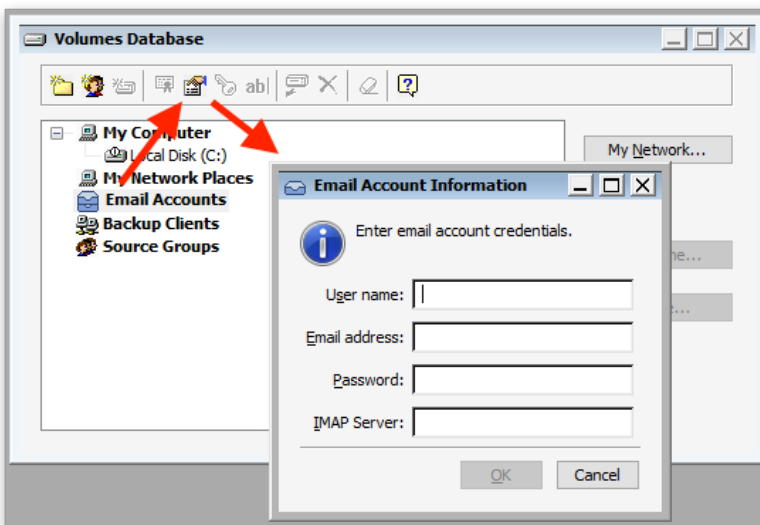 Volumes Database
ab|
My Computer
Local Disk (C:)
My Network Places
Email Accounts
Backup Clients
Source Groups
My Network...
Email Account Information
Enter email account credentials.
User name:
Email address:
Password:
IMAP Server:
OK
Cancel